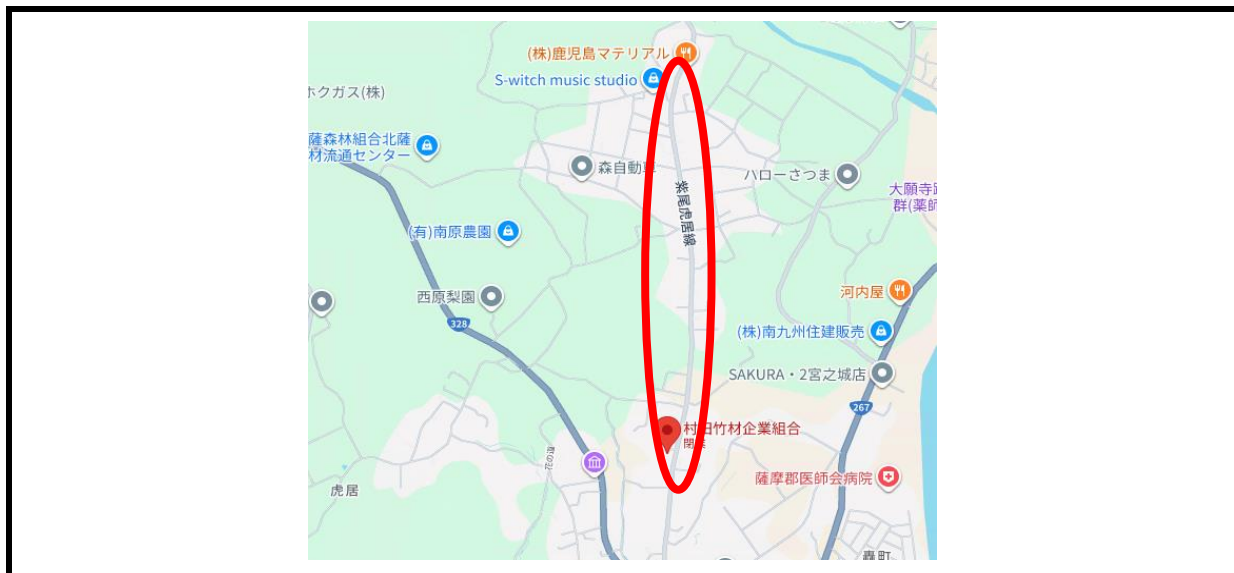 (株)鹿児島マテリアル
S-witch music studio
ホクガス(株)
薩森林組合北薩
材流通センター
森自動車
ハローさつま
大願寺跡
群(薬師
紫尾虎居線
(有)南原農園
西原梨園
河内屋
328
(株)南九州住建販売
SAKURA・2宮之城店
267
村田竹材企業組合
閉業
薩摩郡医師会病院
虎居
轟町